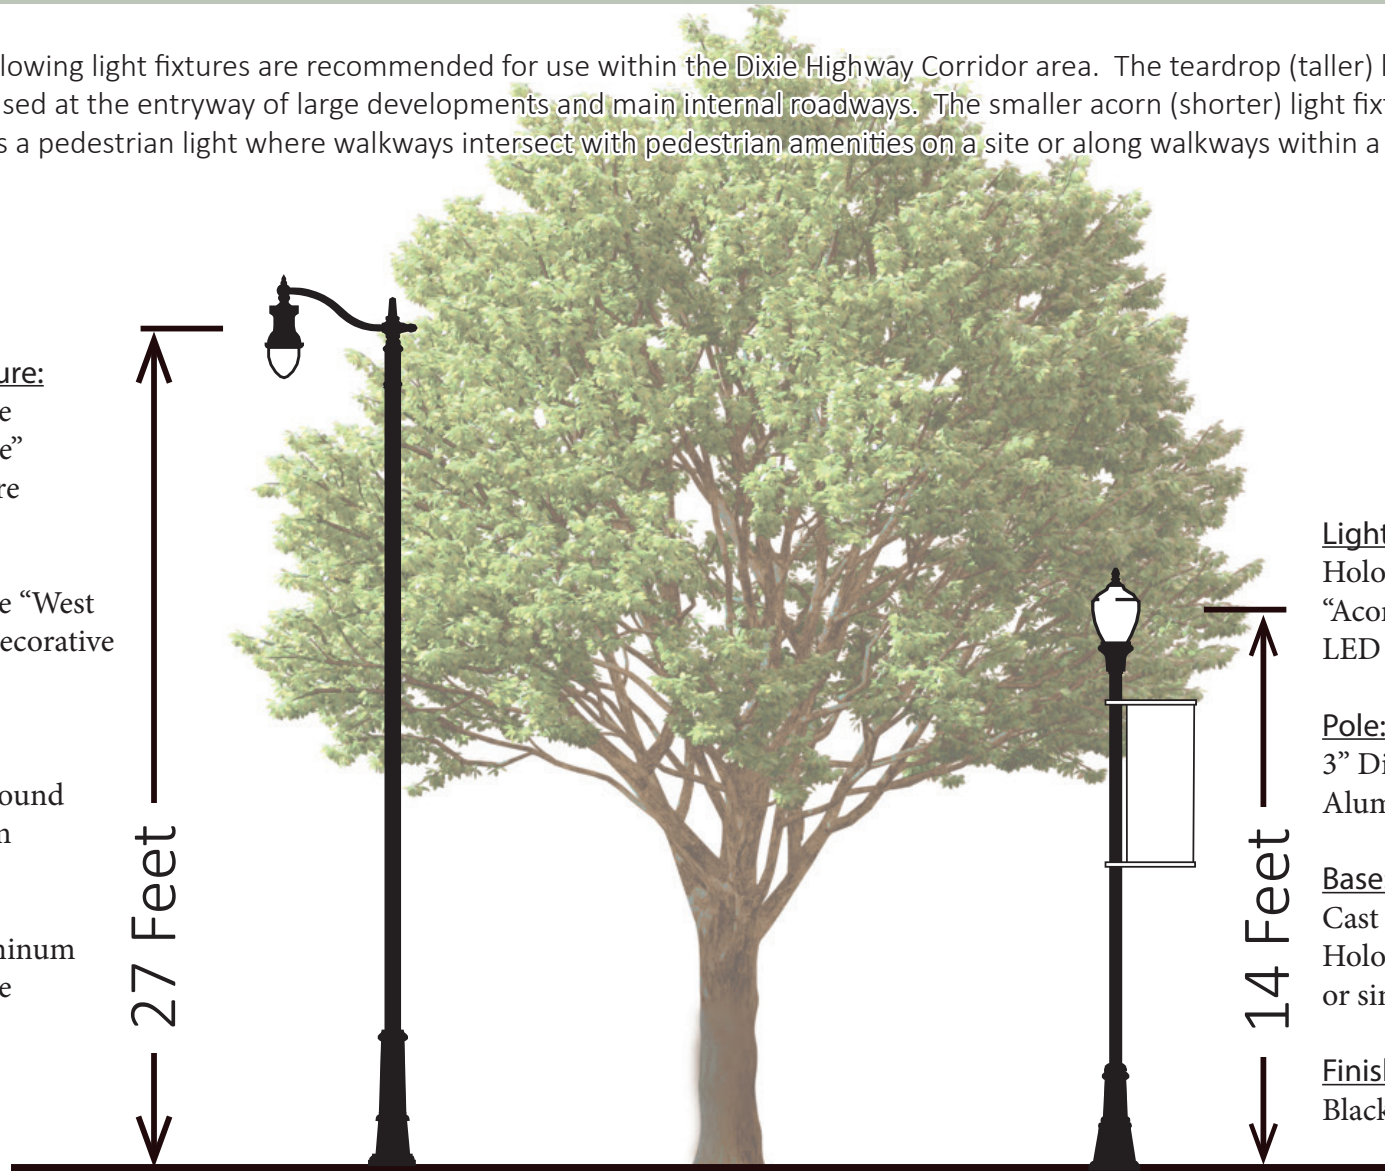 lowing light fixtures are recommended for use within the Dixie Highway Corridor area. The teardrop (taller) l
sed at the entryway of large developments and main internal roadways. The smaller acorn (shorter) light fixt
s a pedestrian light where walkways intersect with pedestrian amenities on a site or along walkways within a
ure:
e
e”
re
e “West
ecorative
ound
n
ninum
e
27 Feet
14 Feet
Light
Holo
“Acor
LED
Pole:
3” Di
Alum
Base
Cast
Holo
or sin
Finish
Black